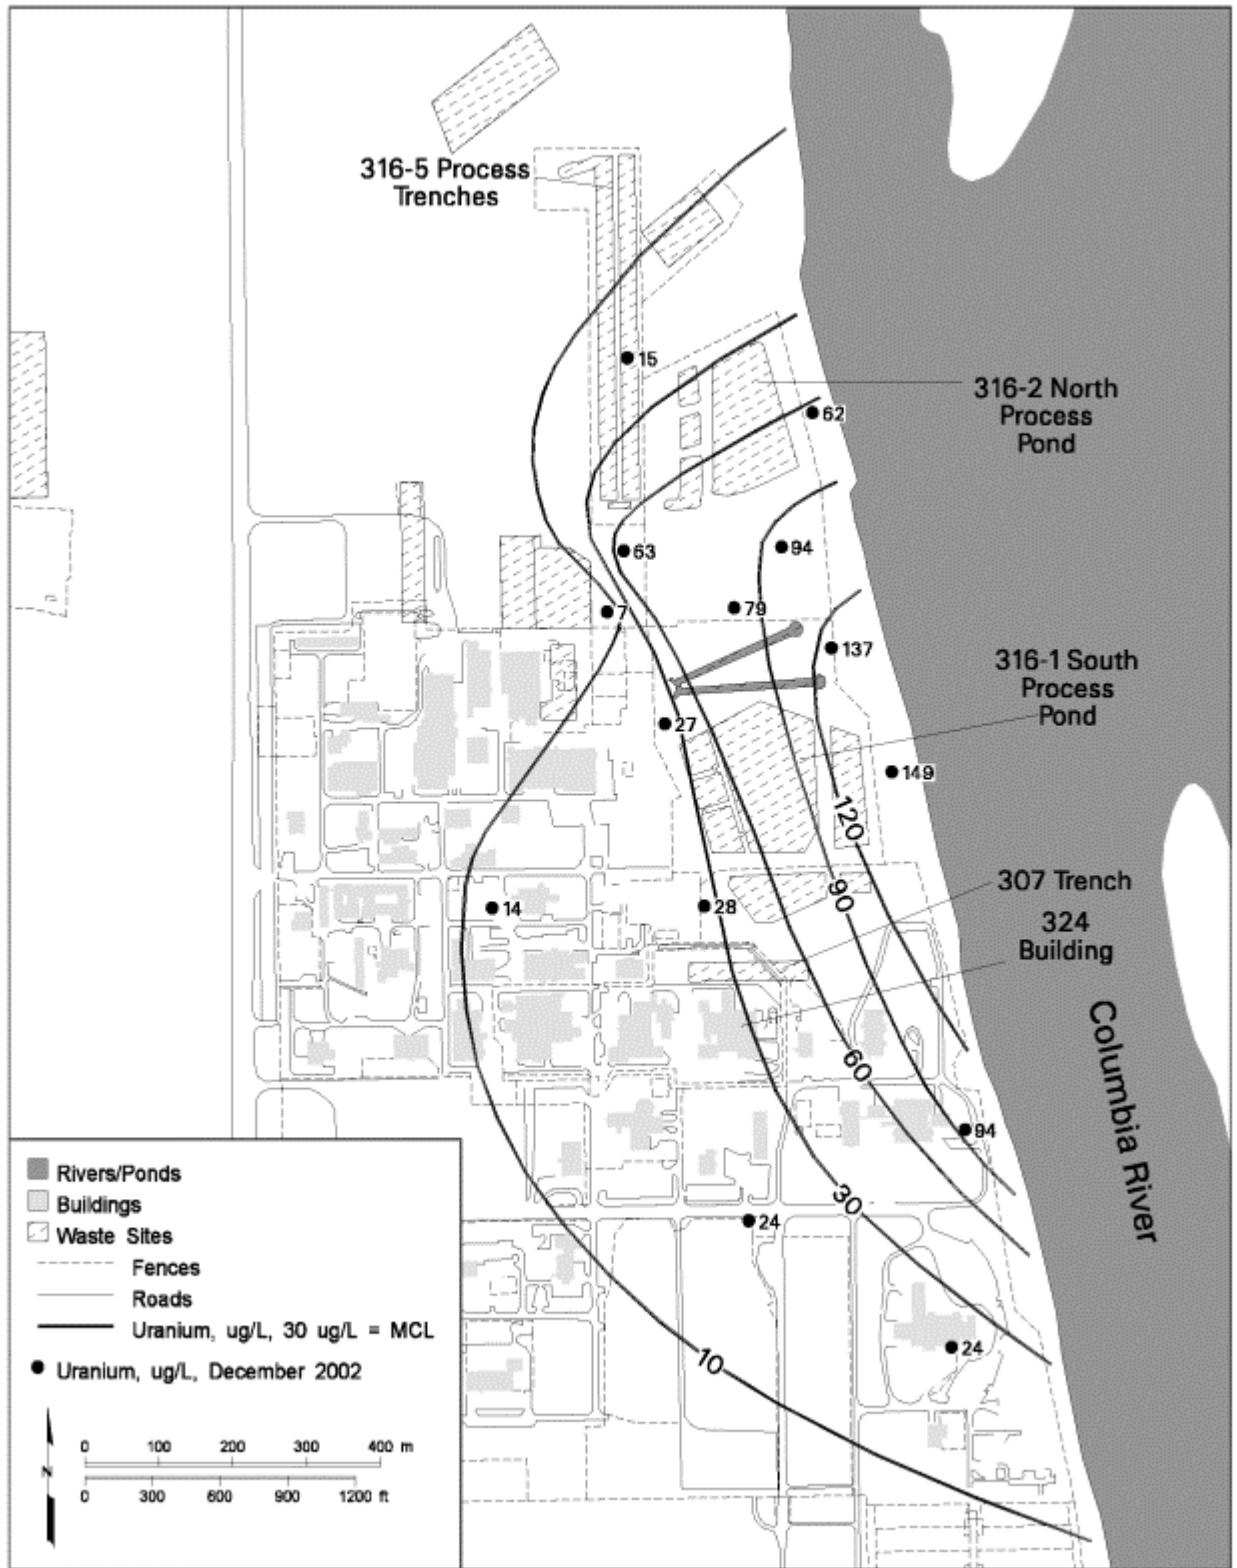 316-5 Process
Trenches
15
316-2 North
Process
Pond
62
63
94
7
79
137
316-1 South
Process
Pond
27
149
120
307 Trench
90
14
28
324
Building
Columbia River
60
94
30
24
24
10
Rivers/Ponds
Buildings
Waste Sites
Fences
Roads
Uranium, ug/L, 30 ug/L = MCL
Uranium, ug/L, December 2002
N
0 100 200 300 400 m
0 300 600 900 1200 ft